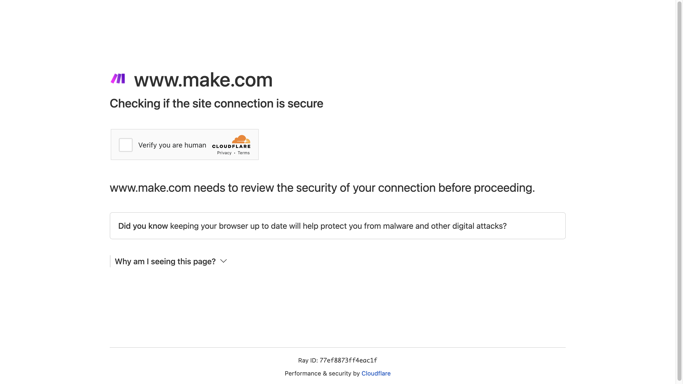 www.make.com
Checking if the site connection is secure
Verify you are human
CLOUDFLARE
Privacy • Terms
www.make.com needs to review the security of your connection before proceeding.
Did you know keeping your browser up to date will help protect you from malware and other digital attacks?
Why am I seeing this page?
Ray ID: 77ef8873ff4eac1f
Performance & security by Cloudflare